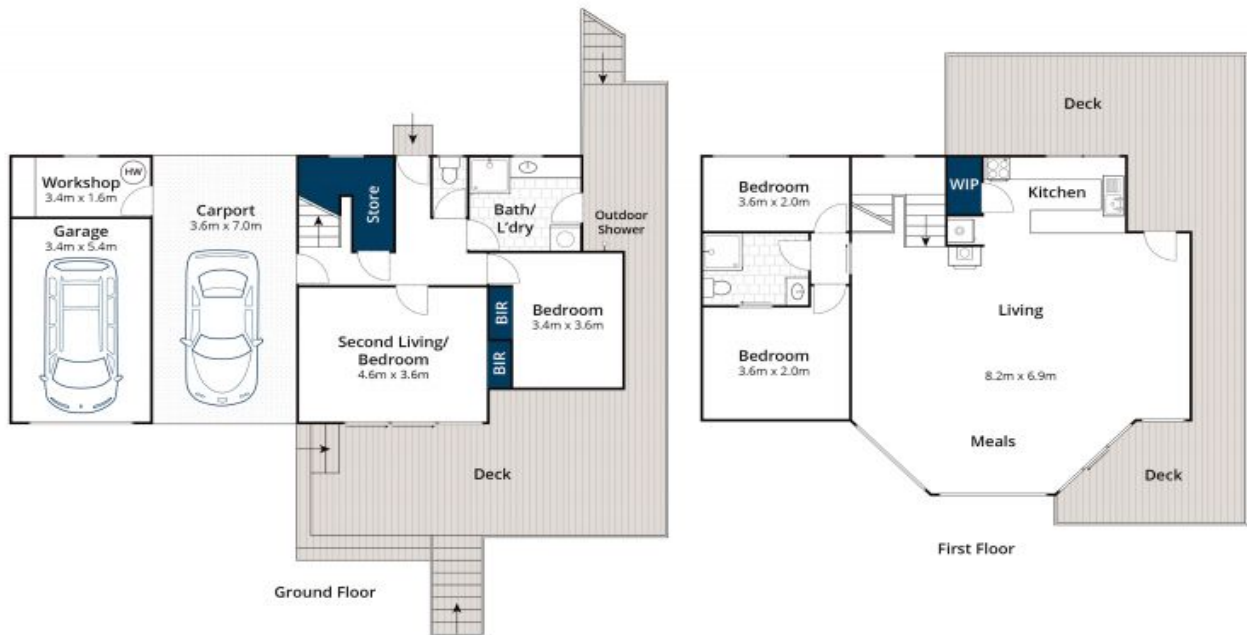 Workshop
3.4m x 1.6m
HW
Garage
3.4m x 5.4m
Carport
3.6m x 7.0m
Store
Bath/
L'dry
Outdoor
Shower
Second Living/
Bedroom
4.6m x 3.6m
BIR
BIR
Bedroom
3.4m x 3.6m
Deck
Ground Floor
Deck
Bedroom
3.6m x 2.0m
WIP
Kitchen
Living
8.2m x 6.9m
Bedroom
3.6m x 2.0m
Meals
Deck
First Floor